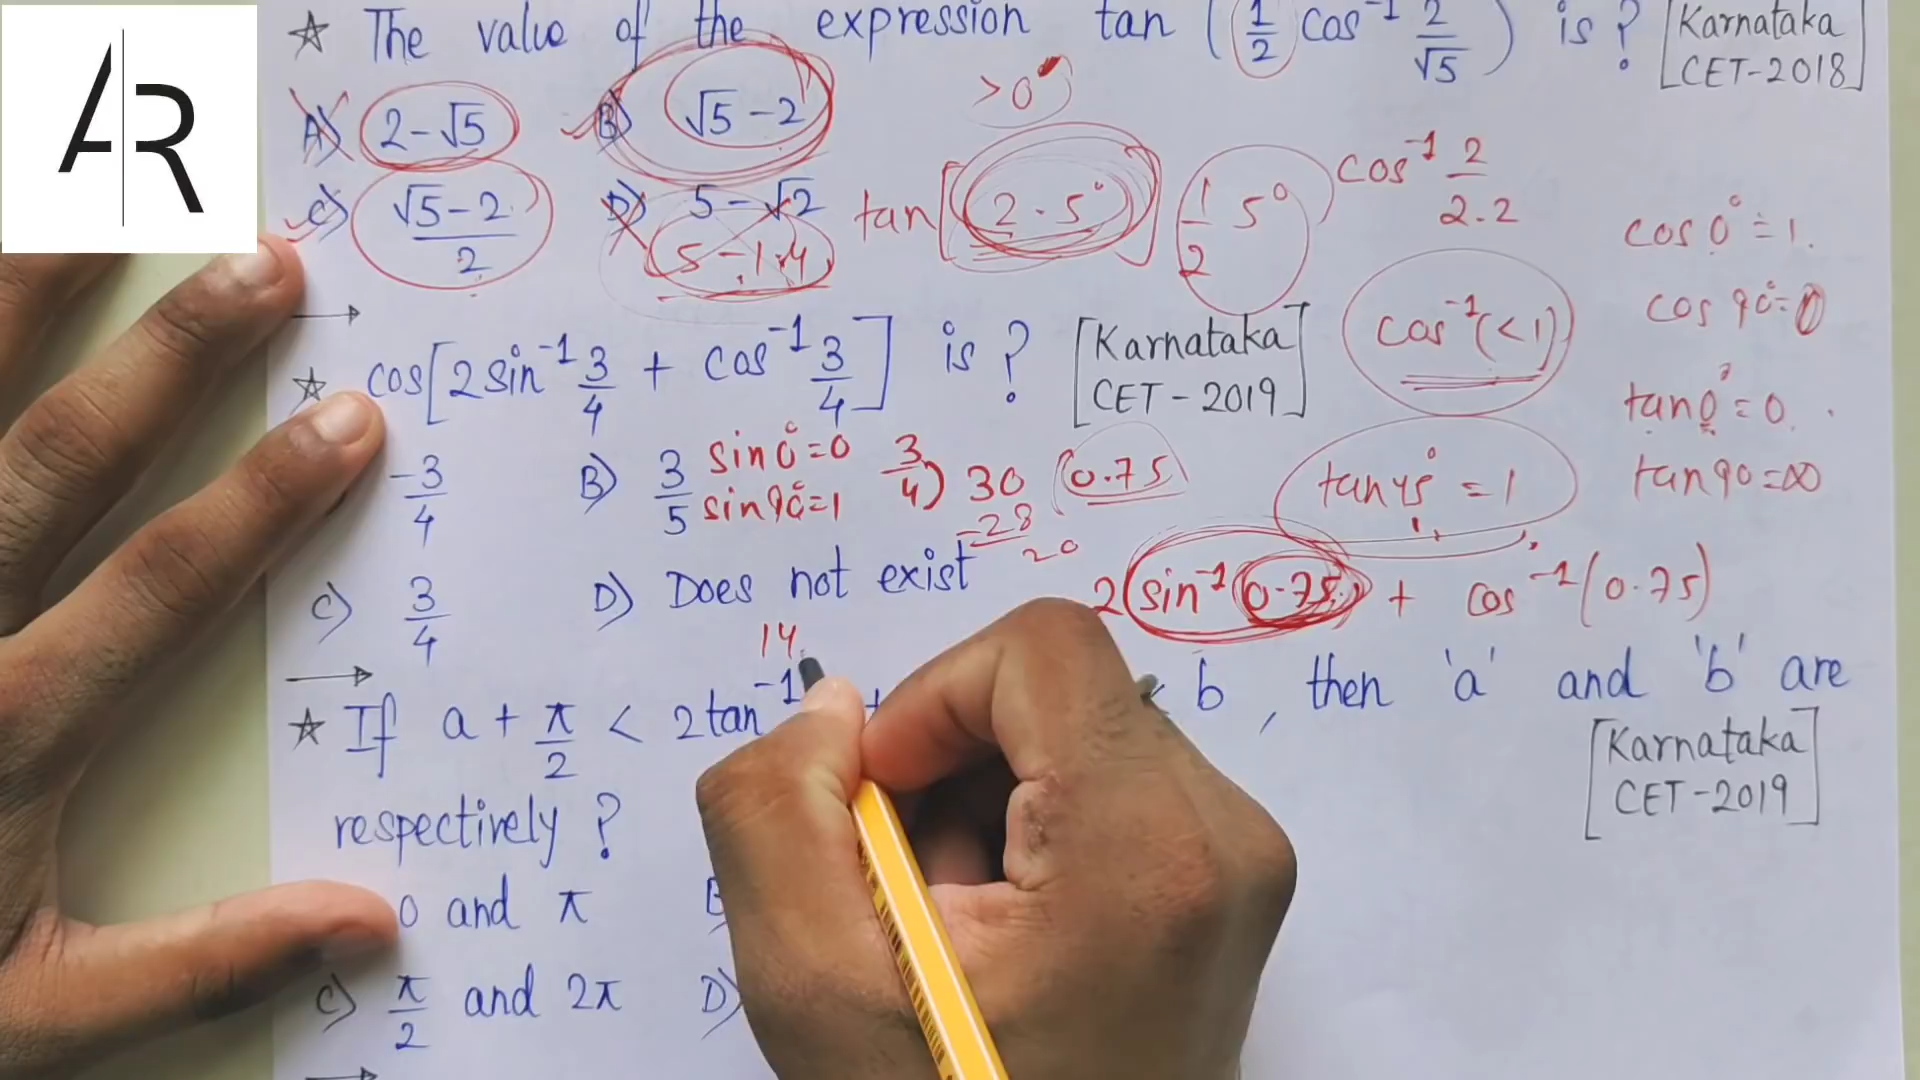 AR
☆ The value of the expression tan ( 1/2 cos⁻¹ 2/√5 ) is ? [Karnataka CET-2018]
A) 2-√5 B) √5-2 >0°
C) √5-2/2 D) 5-√2 tan [2.5°] 1/2 5° cos⁻¹ 2/2.2
5-1.4
cos 0° = 1.
cos 90° = 0
cos⁻¹(<1)
☆ cos[2 sin⁻¹ 3/4 + cos⁻¹ 3/4] is ? [Karnataka CET - 2019]
tan 0° = 0.
tan 45° = 1
tan 90 = ∞
-3/4 B) 3/5
sin 0° = 0
sin 90° = 1
4) 3 30 0.75
-28
20
C) 3/4 D) Does not exist
2 sin⁻¹(0.75) + cos⁻¹(0.75)
14
☆ If a + π/2 < 2 tan⁻¹ + < b , then 'a' and 'b' are
respectively ? [Karnataka CET-2019]
0 and π
C) π/2 and 2π D)